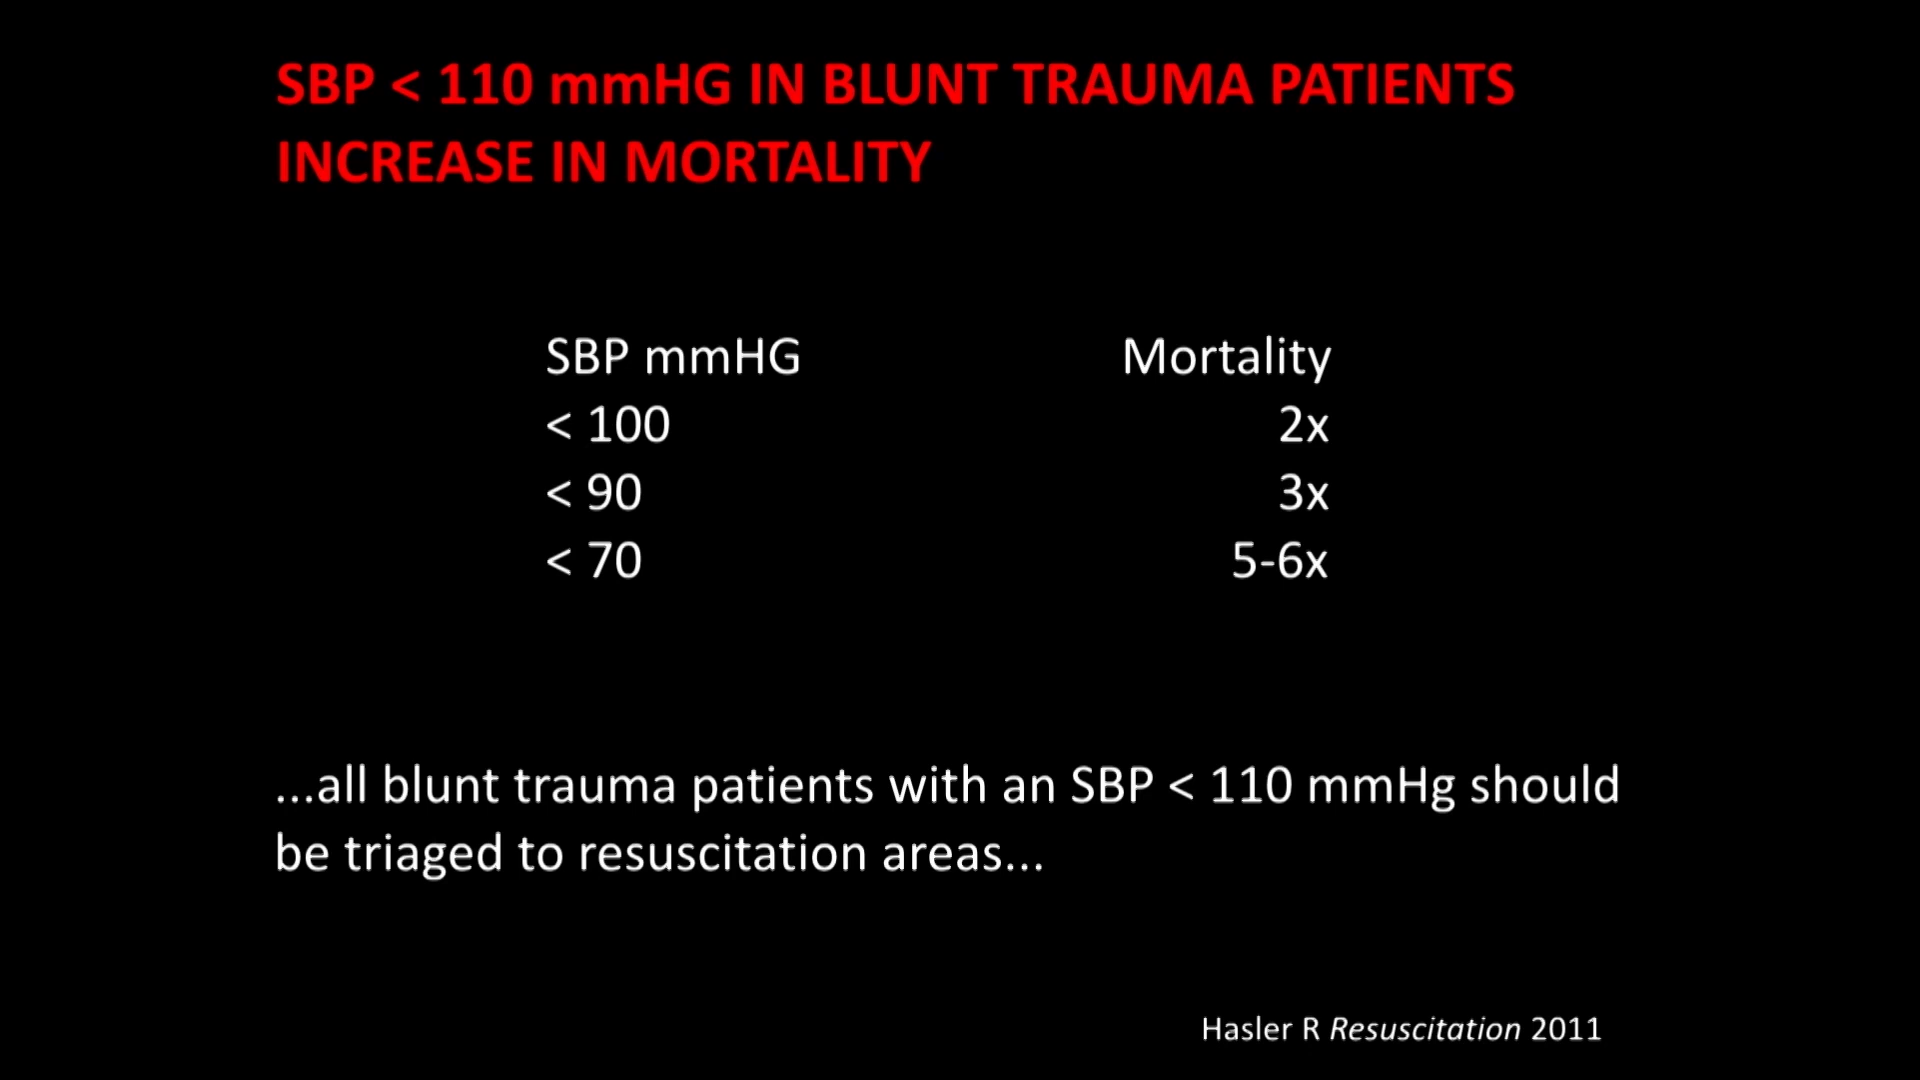 SBP < 110 mmHG IN BLUNT TRAUMA PATIENTS
INCREASE IN MORTALITY
SBP mmHG Mortality
< 100 2x
< 90 3x
< 70 5-6x
...all blunt trauma patients with an SBP < 110 mmHg should
be triaged to resuscitation areas...
Hasler R Resuscitation 2011